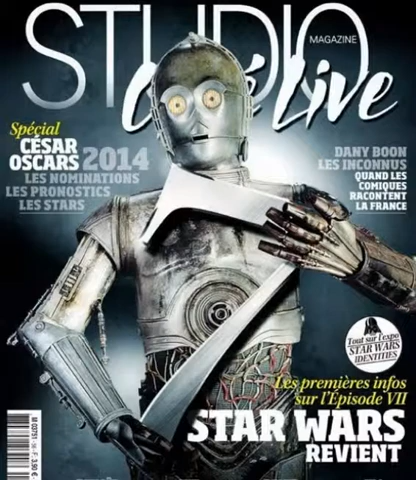 STUDIO
MAGAZINE
Ciné Live
Spécial
CÉSAR
OSCARS 2014
LES NOMINATIONS
LES PRONOSTICS
LES STARS
DANY BOON
LES INCONNUS
QUAND LES
COMIQUES
RACONTENT
LA FRANCE
Tout sur l'expo
STAR WARS
IDENTITIES
Les premières infos
sur l'Épisode VII
STAR WARS
REVIENT